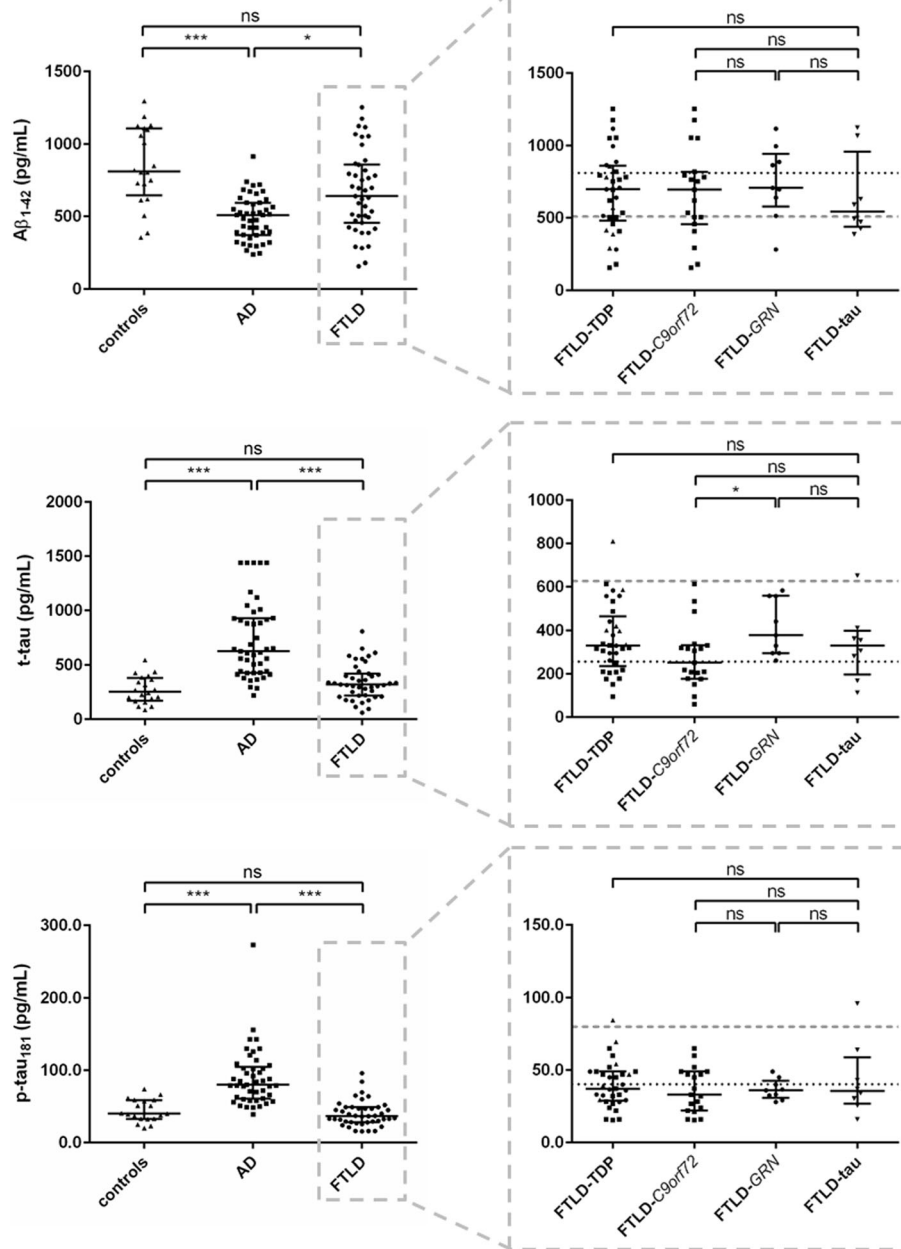 ns
*** *
1500
1000
500
0
Aβ1-42 (pg/mL)
controls
AD
FTLD
ns
ns
ns ns
1500
1000
500
0
FTLD-TDP
FTLD-C9orf72
FTLD-GRN
FTLD-tau
ns
*** ***
2000
1500
1000
500
0
t-tau (pg/mL)
controls
AD
FTLD
ns
ns
* ns
1000
800
600
400
200
0
FTLD-TDP
FTLD-C9orf72
FTLD-GRN
FTLD-tau
ns
*** ***
300.0
200.0
100.0
0.0
p-tau181 (pg/mL)
controls
AD
FTLD
ns
ns
ns ns
150.0
100.0
50.0
0.0
FTLD-TDP
FTLD-C9orf72
FTLD-GRN
FTLD-tau